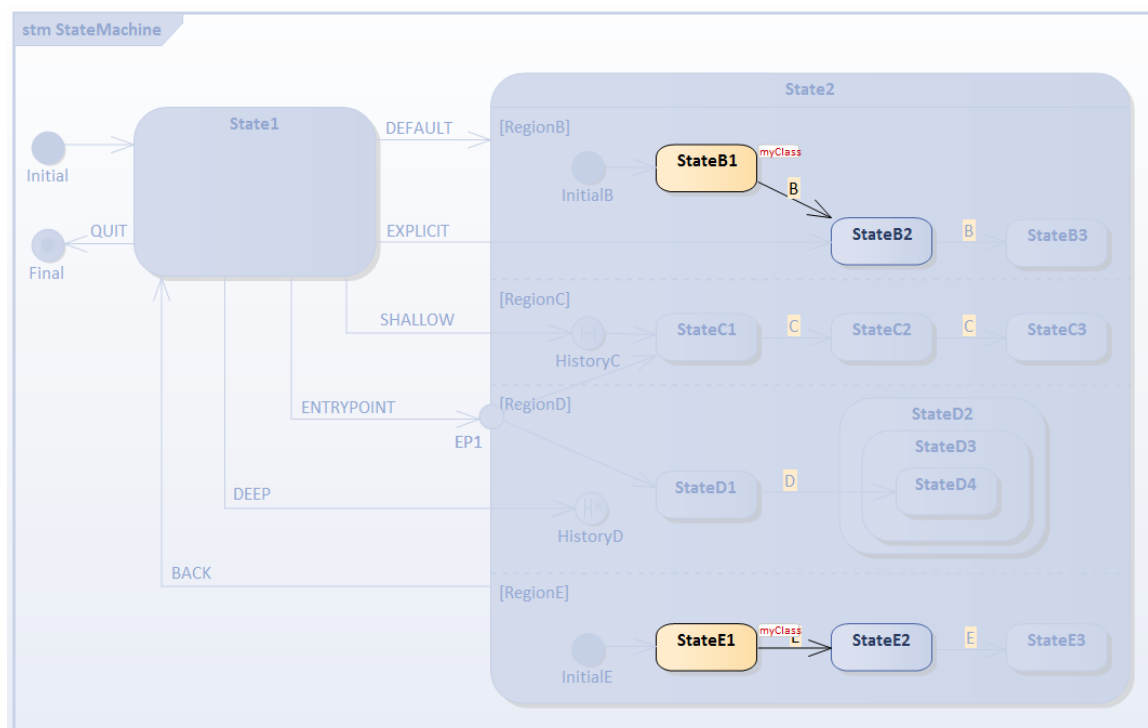 stm StateMachine
State2
State1
DEFAULT
[RegionB]
Initial
InitialB
StateB1
myClass
B
QUIT
EXPLICIT
StateB2
B
StateB3
Final
[RegionC]
SHALLOW
HistoryC
StateC1
C
StateC2
C
StateC3
ENTRYPOINT
EP1
[RegionD]
StateD2
StateD3
StateD4
DEEP
HistoryD
StateD1
D
BACK
[RegionE]
InitialE
StateE1
myClass
StateE2
E
StateE3